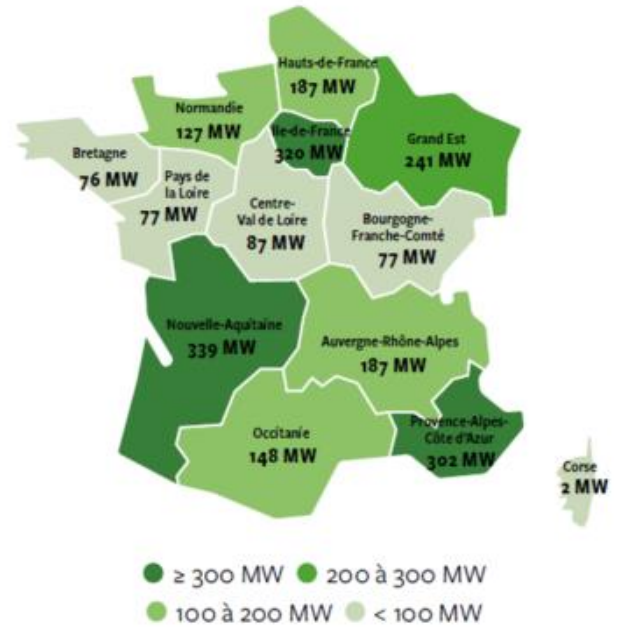 Hauts-de-France
187 MW
Normandie
127 MW
Ile-de-France
320 MW
Grand Est
241 MW
Bretagne
76 MW
Pays de
la Loire
77 MW
Centre-
Val de Loire
87 MW
Bourgogne-
Franche-Comté
77 MW
Nouvelle-Aquitaine
339 MW
Auvergne-Rhône-Alpes
187 MW
Occitanie
148 MW
Provence-Alpes-
Côte d'Azur
302 MW
Corse
2 MW
≥ 300 MW
200 à 300 MW
100 à 200 MW
< 100 MW